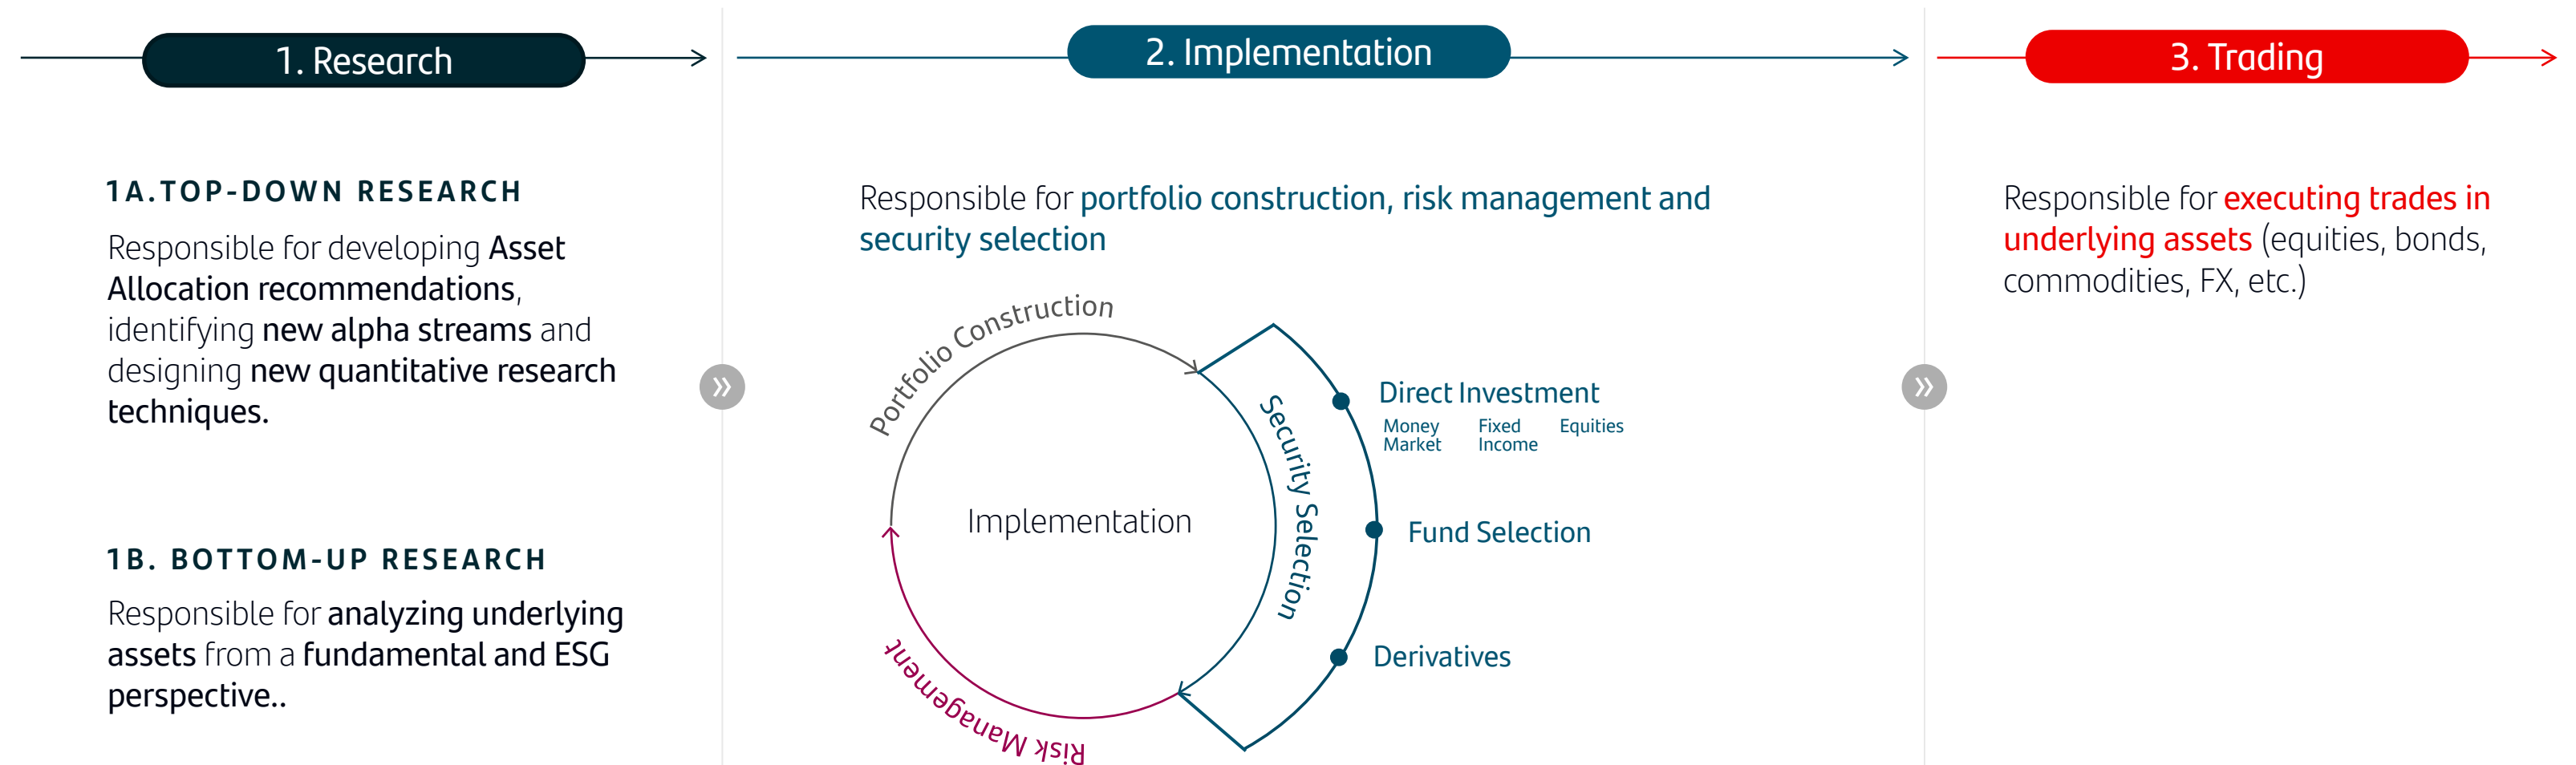 1. Research
1A.TOP-DOWN RESEARCH
Responsible for developing Asset
Allocation recommendations,
identifying new alpha streams and
designing new quantitative research
techniques.
1B. BOTTOM-UP RESEARCH
Responsible for analyzing underlying
assets from a fundamental and ESG
perspective..
2. Implementation
Responsible for portfolio construction, risk management and
security selection
Portfolio Construction
Implementation
Security Selection
Risk Management
Direct Investment
Money
Market
Fixed
Income
Equities
Fund Selection
Derivatives
3. Trading
Responsible for executing trades in
underlying assets (equities, bonds,
commodities, FX, etc.)